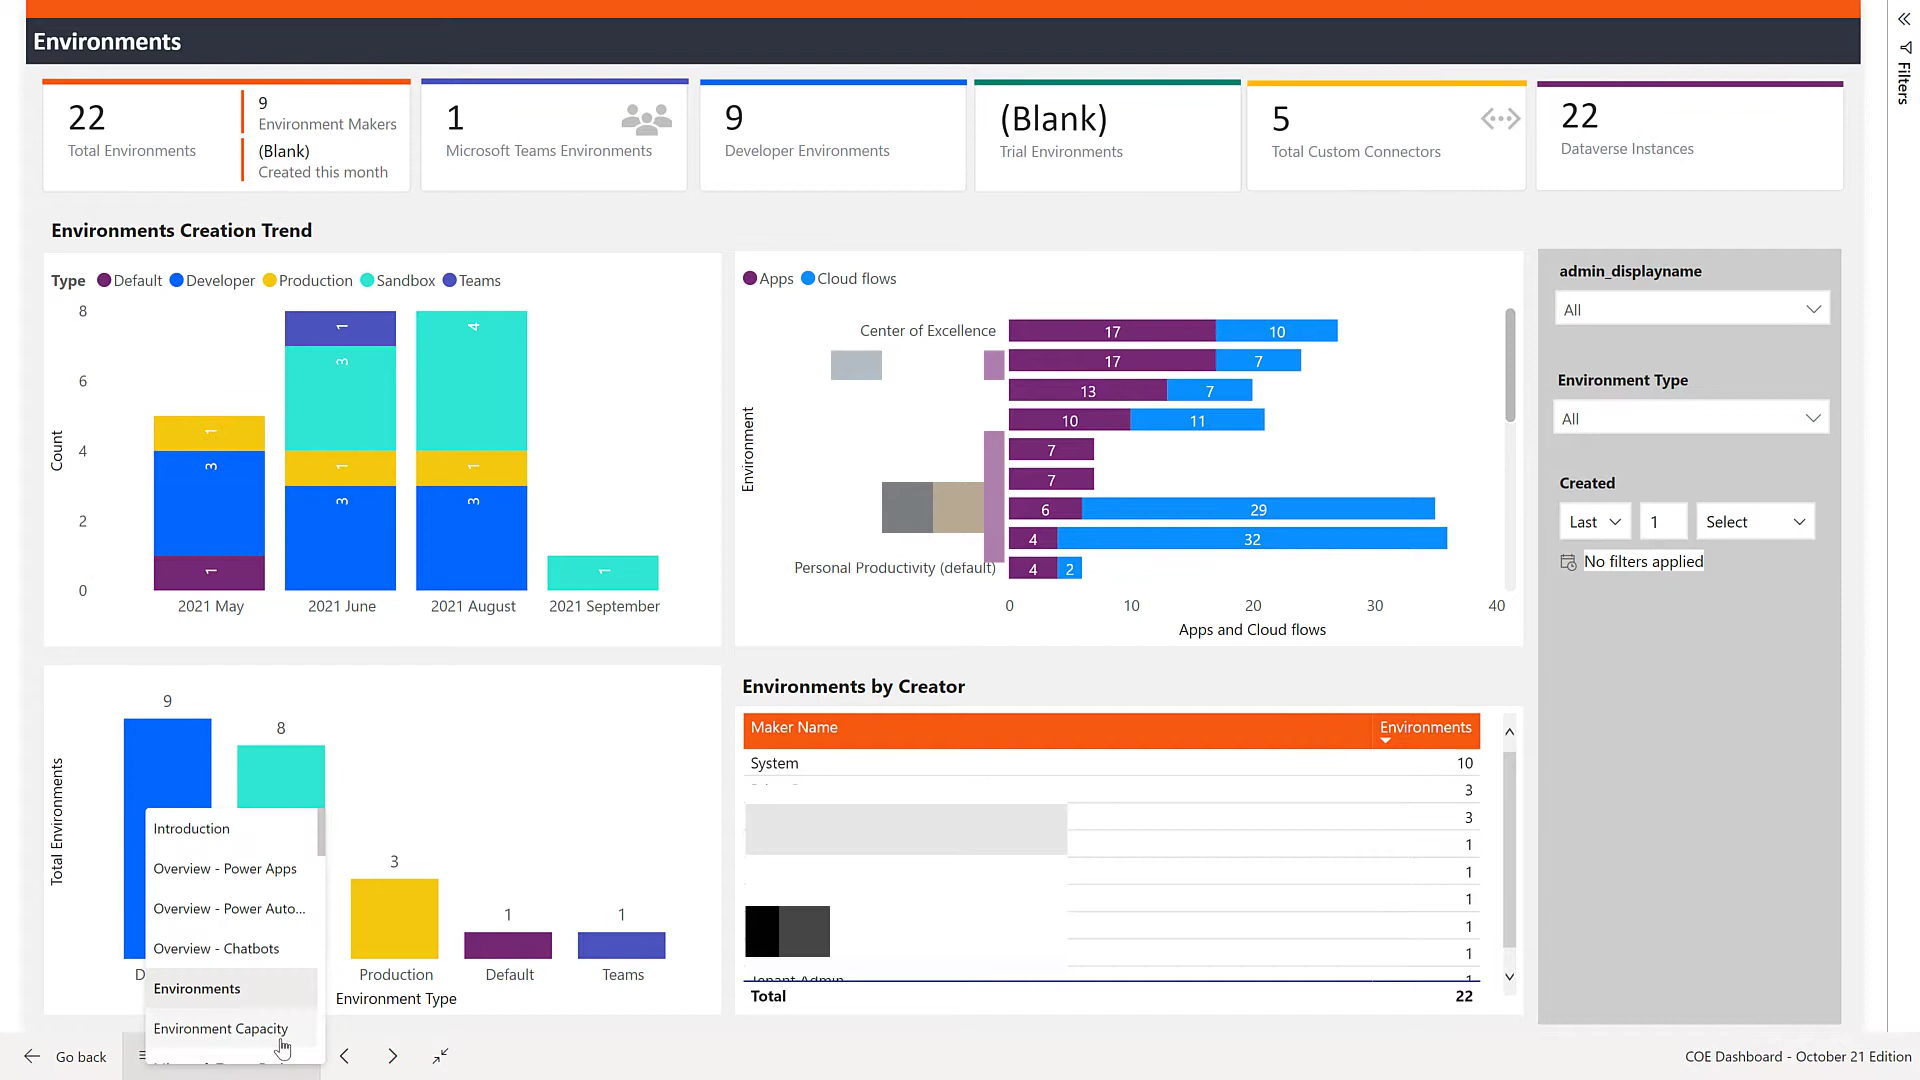 Environments
Filters
22
Total Environments
9
Environment Makers
(Blank)
Created this month
1
Microsoft Teams Environments
9
Developer Environments
(Blank)
Trial Environments
5
Total Custom Connectors
22
Dataverse Instances
Environments Creation Trend
Type Default Developer Production Sandbox Teams
8
6
4
2
0
Count
1
3
1
3
1
3
1
3
1
4
1
2021 May
2021 June
2021 August
2021 September
Apps Cloud flows
Environment
Center of Excellence
17 10
17 7
13 7
10 11
7
7
6 29
4 32
Personal Productivity (default)
4 2
0 10 20 30 40
Apps and Cloud flows
admin_displayname
All
Environment Type
All
Created
Last 1 Select
No filters applied
Total Environments
9
8
3
1
1
D
Production
Default
Teams
Environment Type
Introduction
Overview - Power Apps
Overview - Power Auto...
Overview - Chatbots
Environments
Environment Capacity
Environments by Creator
Maker Name Environments
System 10
3
3
1
1
1
1
1
Tenant Admin 1
Total 22
Go back
COE Dashboard - October 21 Edition